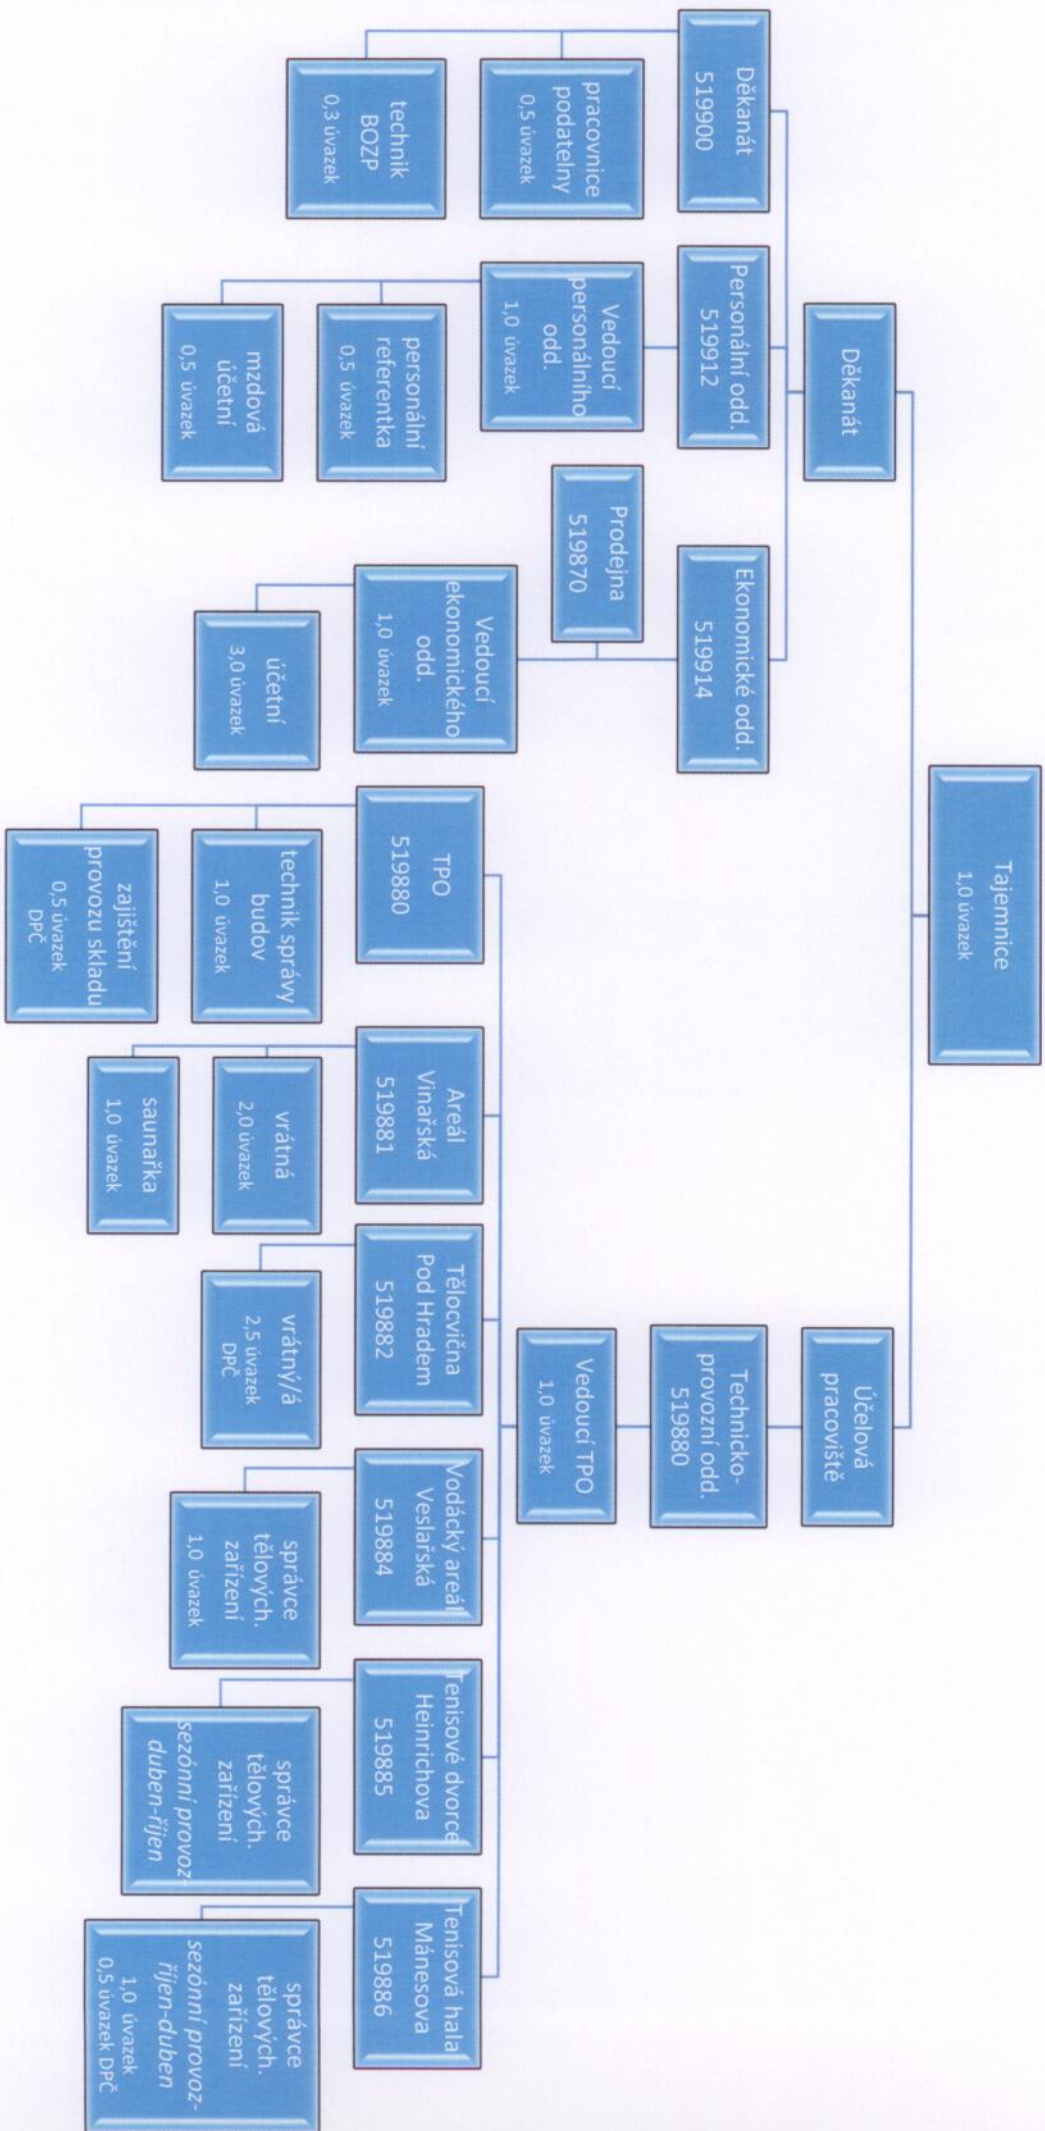 Tajemnice
1,0 úvazek
Děkanát
Účelová
pracoviště
Děkanát
519900
Personální odd.
519912
Ekonomické odd.
519914
Technicko-
provozní odd.
519880
pracovnice
podatelny
0,5 úvazek
technik
BOZP
0,3 úvazek
Vedoucí
personálního
odd.
1,0 úvazek
personální
referentka
0,5 úvazek
mzdová
účetní
0,5 úvazek
Prodejna
519870
Vedoucí
ekonomického
odd.
1,0 úvazek
účetní
3,0 úvazek
Vedoucí TPO
1,0 úvazek
TPO
519880
technik správy
budov
1,0 úvazek
zajištění
provozu skladu
0,5 úvazek
DPČ
Areál
Vinařská
519881
vrátná
2,0 úvazek
saunařka
1,0 úvazek
Tělocvična
Pod Hradem
519882
vrátný/á
2,5 úvazek
DPČ
Vodácký areál
Veslařská
519884
správce
tělových.
zařízení
1,0 úvazek
Tenisové dvorce
Heinrichova
519885
správce
tělových.
zařízení
sezónní provoz-
duben-říjen
Tenisová hala
Mánesova
519886
správce
tělových.
zařízení
sezónní provoz-
říjen-duben
1,0 úvazek
0,5 úvazek DPČ